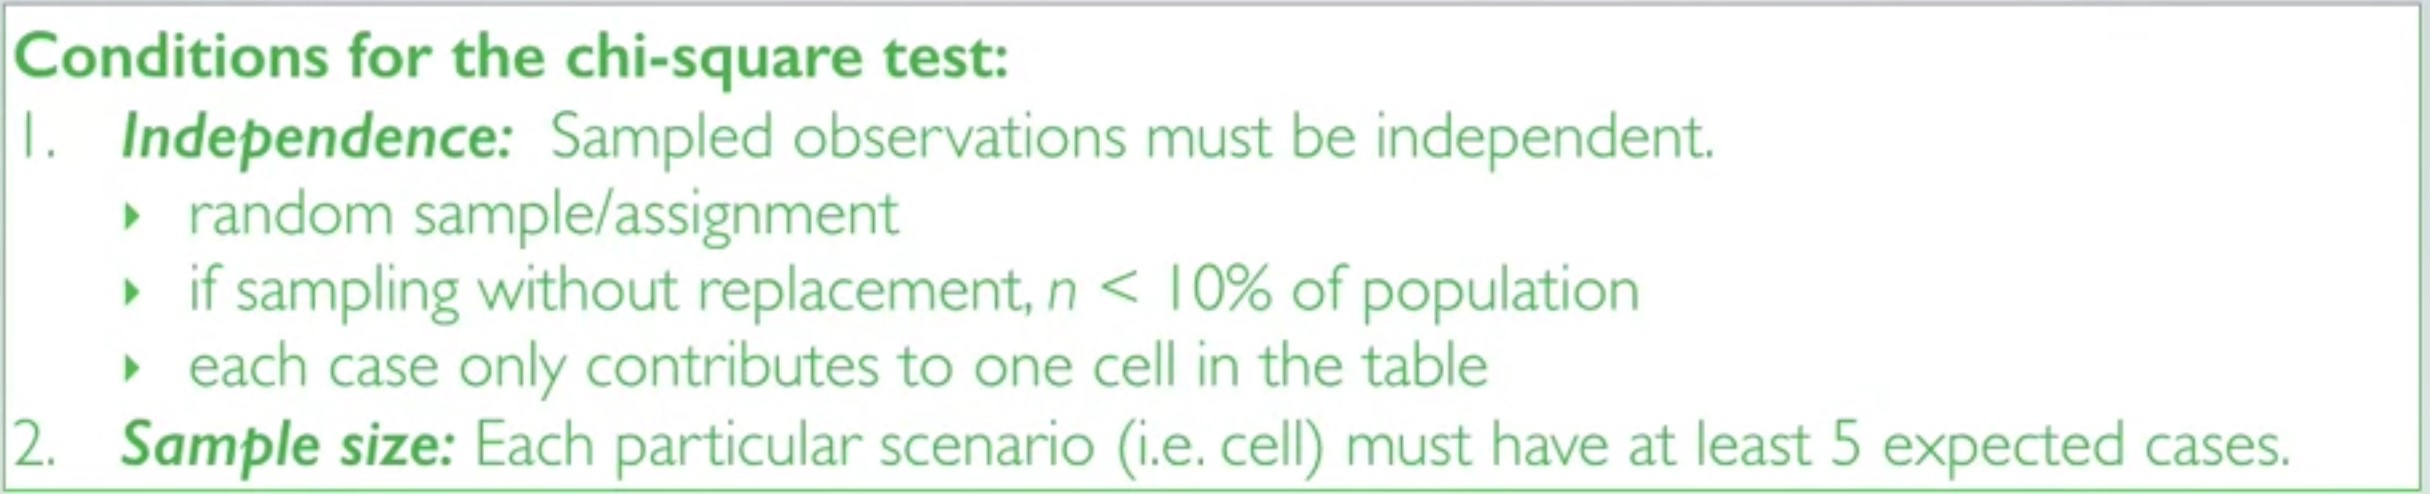 Conditions for the chi-square test:
1. Independence: Sampled observations must be independent.
‣ random sample/assignment
‣ if sampling without replacement, n < 10% of population
‣ each case only contributes to one cell in the table
2. Sample size: Each particular scenario (i.e. cell) must have at least 5 expected cases.